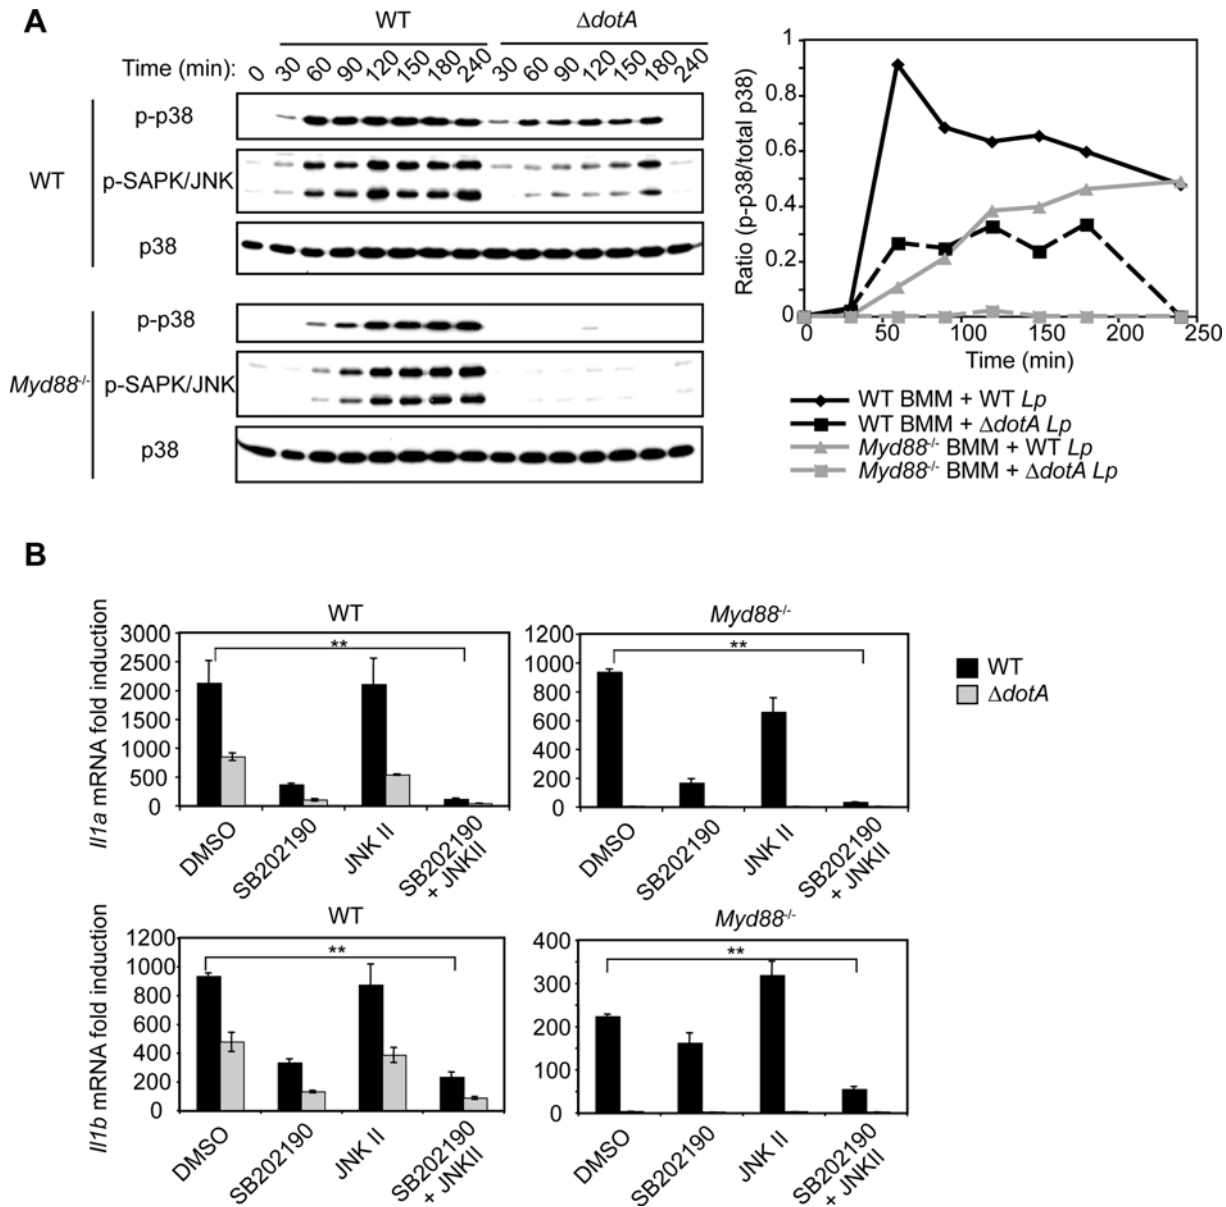 A
WT ΔdotA
Time (min): 0 30 60 90 120 150 180 240 30 60 90 120 150 180 240
WT
p-p38
p-SAPK/JNK
p38
Myd88-/-
p-p38
p-SAPK/JNK
p38
Ratio (p-p38/total p38)
1
0.8
0.6
0.4
0.2
0
0 50 100 150 200 250
Time (min)
WT BMM + WT Lp
WT BMM + ΔdotA Lp
Myd88-/- BMM + WT Lp
Myd88-/- BMM + ΔdotA Lp
B
Il1a mRNA fold induction
WT
3000
2500
2000
1500
1000
500
0
**
DMSO
SB202190
JNK II
SB202190
+ JNKII
Myd88-/-
1200
1000
800
600
400
200
0
**
DMSO
SB202190
JNK II
SB202190
+ JNKII
WT
ΔdotA
Il1b mRNA fold induction
WT
1200
1000
800
600
400
200
0
**
DMSO
SB202190
JNK II
SB202190
+ JNKII
Myd88-/-
400
300
200
100
0
**
DMSO
SB202190
JNK II
SB202190
+ JNKII